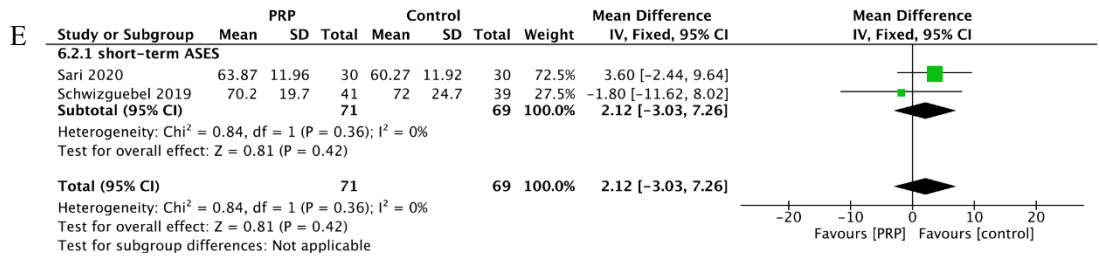 E
PRP Control Mean Difference Mean Difference
Study or Subgroup Mean SD Total Mean SD Total Weight IV, Fixed, 95% CI IV, Fixed, 95% CI
6.2.1 short-term ASES
Sari 2020 63.87 11.96 30 60.27 11.92 30 72.5% 3.60 [-2.44, 9.64]
Schwizguebel 2019 70.2 19.7 41 72 24.7 39 27.5% -1.80 [-11.62, 8.02]
Subtotal (95% CI) 71 69 100.0% 2.12 [-3.03, 7.26]
Heterogeneity: Chi² = 0.84, df = 1 (P = 0.36); I² = 0%
Test for overall effect: Z = 0.81 (P = 0.42)
Total (95% CI) 71 69 100.0% 2.12 [-3.03, 7.26]
Heterogeneity: Chi² = 0.84, df = 1 (P = 0.36); I² = 0%
Test for overall effect: Z = 0.81 (P = 0.42)
Test for subgroup differences: Not applicable
-20 -10 0 10 20
Favours [PRP] Favours [control]